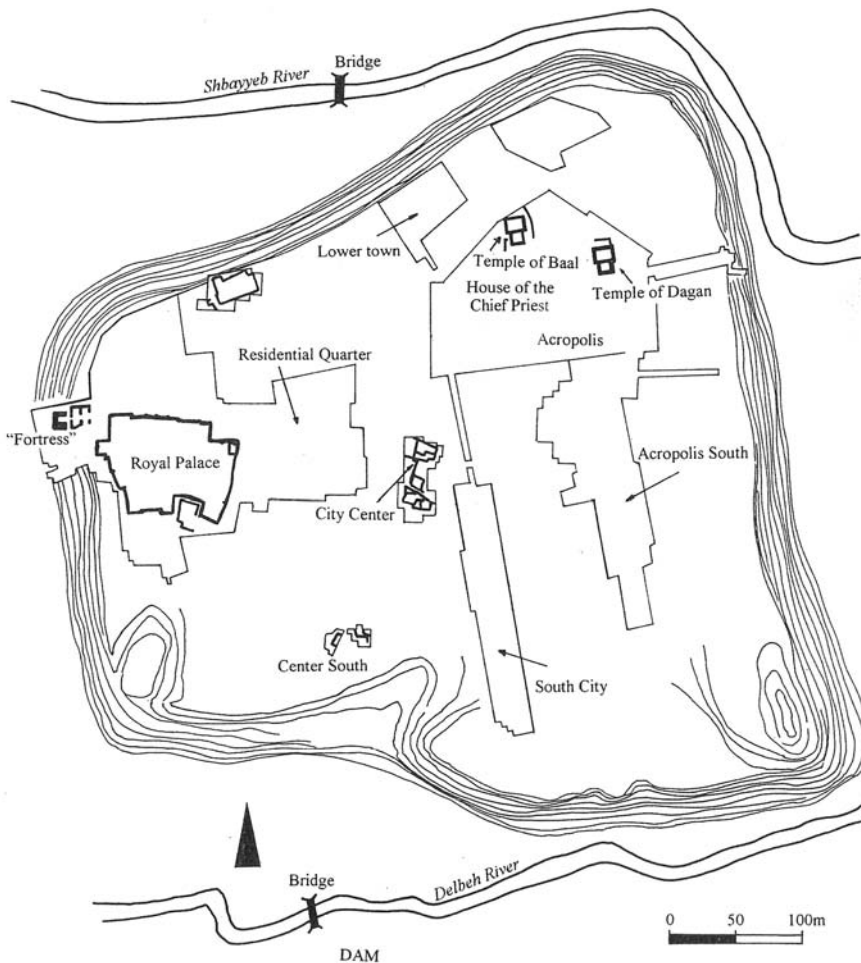 Bridge
Shbayyeb River
Lower town
Temple of Baal
House of the
Chief Priest
Temple of Dagan
Acropolis
Residential Quarter
"Fortress"
Royal Palace
Acropolis South
City Center
Center South
South City
Bridge
Delbeh River
DAM
0 50 100m